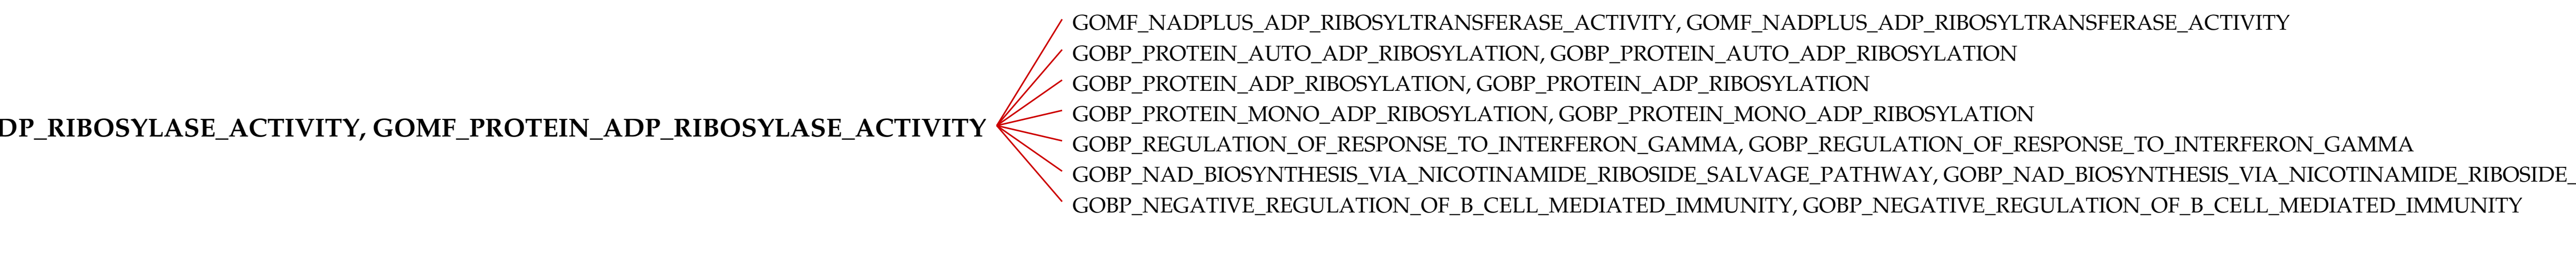 GOMF_NADPLUS_ADP_RIBOSYLTRANSFERASE_ACTIVITY, GOMF_NADPLUS_ADP_RIBOSYLTRANSFERASE_ACTIVITY
GOBP_PROTEIN_AUTO_ADP_RIBOSYLATION, GOBP_PROTEIN_AUTO_ADP_RIBOSYLATION
GOBP_PROTEIN_ADP_RIBOSYLATION, GOBP_PROTEIN_ADP_RIBOSYLATION
GOBP_PROTEIN_MONO_ADP_RIBOSYLATION, GOBP_PROTEIN_MONO_ADP_RIBOSYLATION
DP_RIBOSYLASE_ACTIVITY, GOMF_PROTEIN_ADP_RIBOSYLASE_ACTIVITY
GOBP_REGULATION_OF_RESPONSE_TO_INTERFERON_GAMMA, GOBP_REGULATION_OF_RESPONSE_TO_INTERFERON_GAMMA
GOBP_NAD_BIOSYNTHESIS_VIA_NICOTINAMIDE_RIBOSIDE_SALVAGE_PATHWAY, GOBP_NAD_BIOSYNTHESIS_VIA_NICOTINAMIDE_RIBOSIDE_
GOBP_NEGATIVE_REGULATION_OF_B_CELL_MEDIATED_IMMUNITY, GOBP_NEGATIVE_REGULATION_OF_B_CELL_MEDIATED_IMMUNITY